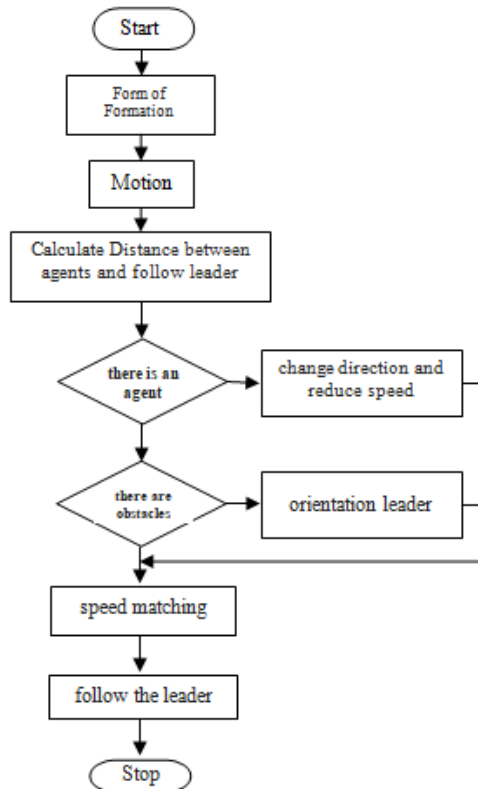 Start
Form of
Formation
Motion
Calculate Distance between
agents and follow leader
there is an
agent
change direction and
reduce speed
there are
obstacles
orientation leader
speed matching
follow the leader
Stop